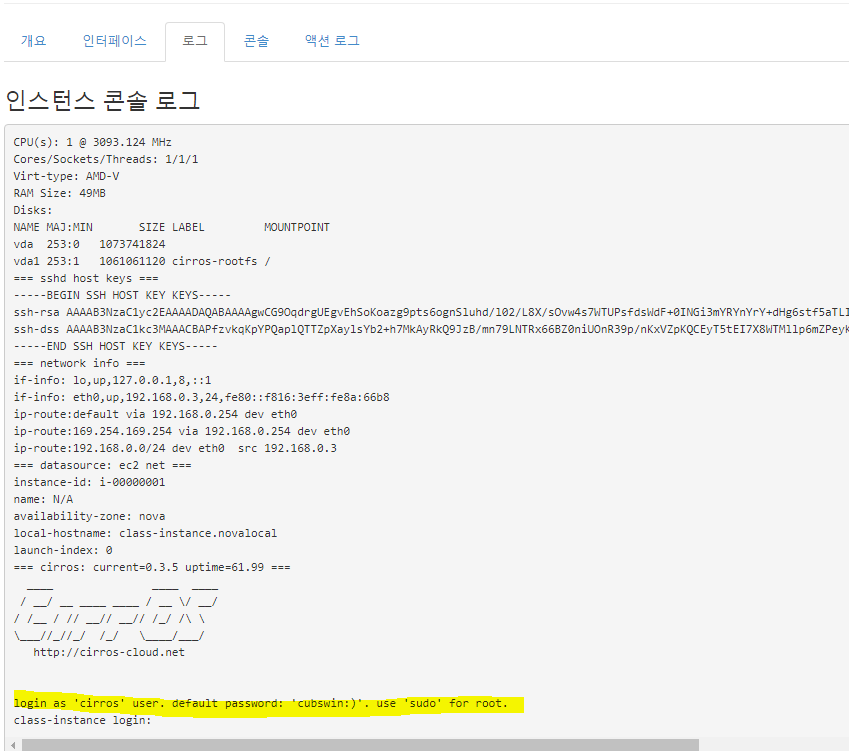 개요 인터페이스 로그 콘솔 액션 로그
인스턴스 콘솔 로그
CPU(s): 1 @ 3093.124 MHz
Cores/Sockets/Threads: 1/1/1
Virt-type: AMD-V
RAM Size: 49MB
Disks:
NAME MAJ:MIN       SIZE LABEL         MOUNTPOINT
vda  253:0   1073741824
vda1 253:1   1061061120 cirros-rootfs /
=== sshd host keys ===
-----BEGIN SSH HOST KEY KEYS-----
ssh-rsa AAAAB3NzaC1yc2EAAAADAQABAAAAgwCG9OqdrgUEgvEhSoKoazg9pts6ognSluhd/l02/L8X/sOvw4s7WTUPsfdsWdF+0INGi3mYRYnYrY+dHg6stf5aTLI
ssh-dss AAAAB3NzaC1kc3MAAACBAPfzvkqKpYPQaplQTTZpXaylsYb2+h7MkAyRkQ9JzB/mn79LNTRx66BZ0niUOnR39p/nKxVZpKQCEyT5tEI7X8WTMllp6mZPeyK
-----END SSH HOST KEY KEYS-----
=== network info ===
if-info: lo,up,127.0.0.1,8,::1
if-info: eth0,up,192.168.0.3,24,fe80::f816:3eff:fe8a:66b8
ip-route:default via 192.168.0.254 dev eth0
ip-route:169.254.169.254 via 192.168.0.254 dev eth0
ip-route:192.168.0.0/24 dev eth0  src 192.168.0.3
=== datasource: ec2 net ===
instance-id: i-00000001
name: N/A
availability-zone: nova
local-hostname: class-instance.novalocal
launch-index: 0
=== cirros: current=0.3.5 uptime=61.99 ===
  ____               ____  ____
 / __/ __ ____ ____ / __ \/ __/
/ /__ / // __// __// /_/ /\ \
\___//_//_/  /_/   \____/___/
   http://cirros-cloud.net
login as 'cirros' user. default password: 'cubswin:)'. use 'sudo' for root.
class-instance login: